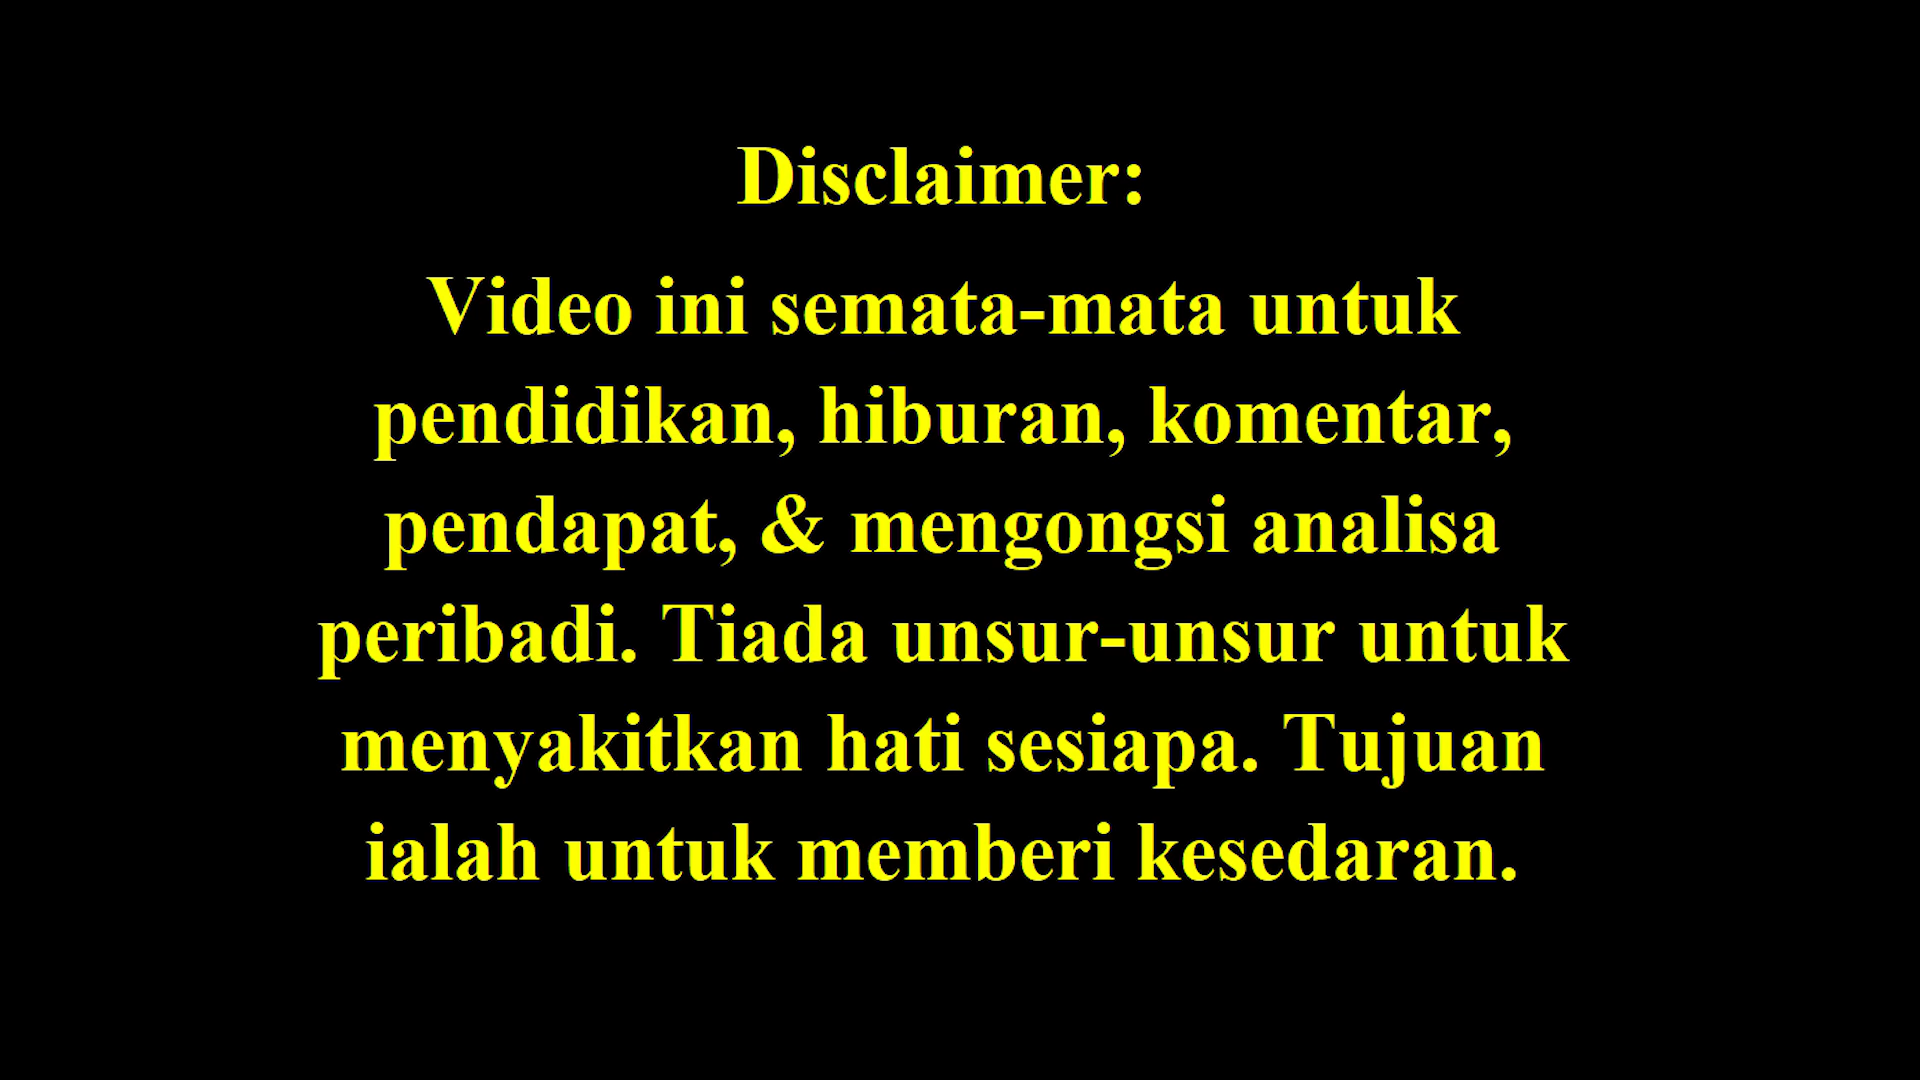 Disclaimer:
Video ini semata-mata untuk
pendidikan, hiburan, komentar,
pendapat, & mengongsi analisa
peribadi. Tiada unsur-unsur untuk
menyakitkan hati sesiapa. Tujuan
ialah untuk memberi kesedaran.